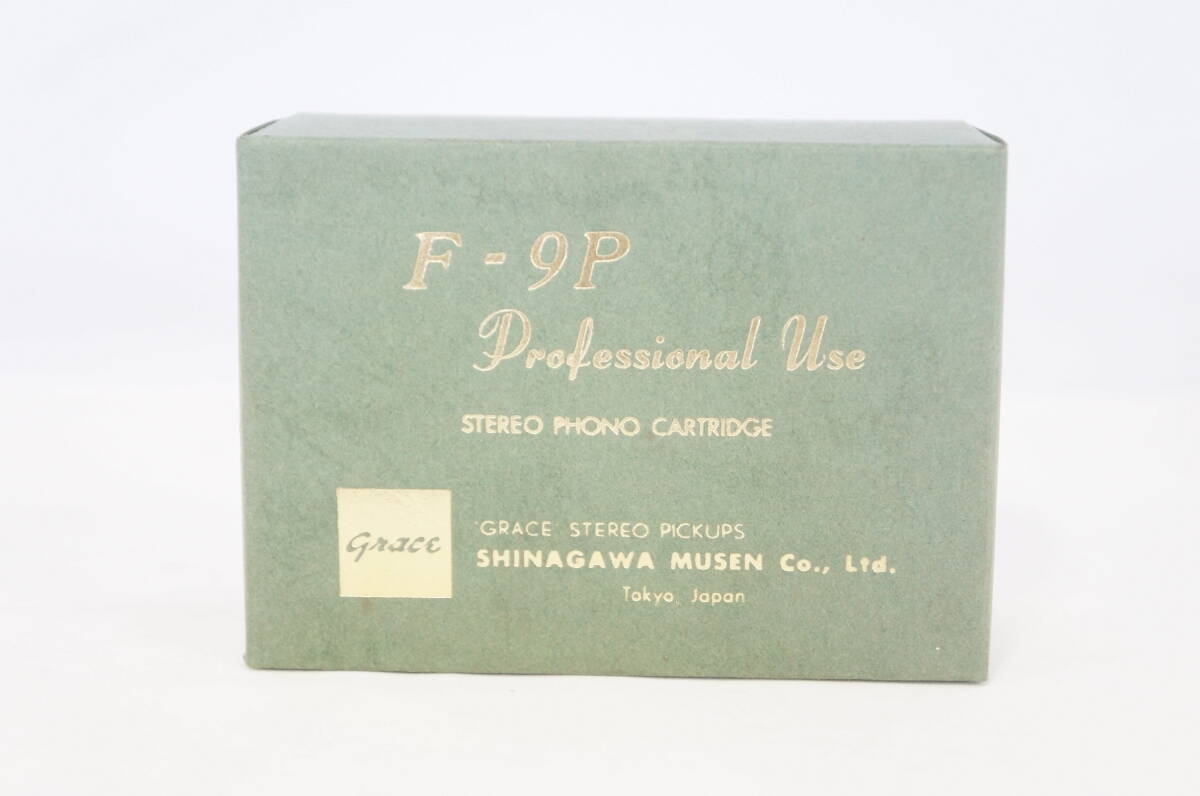 F-9P
Professional Use
STEREO PHONO CARTRIDGE
Grace
GRACE STEREO PICKUPS
SHINAGAWA MUSEN Co., Ltd.
Tokyo, Japan